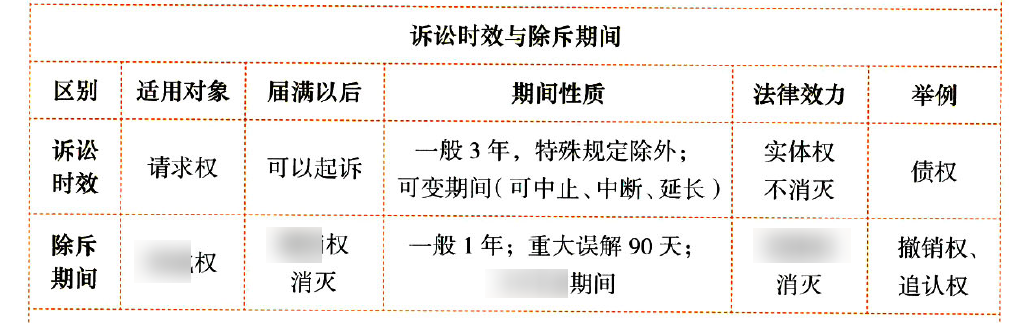 诉讼时效与除斥期间
区别 适用对象 届满以后 期间性质 法律效力 举例
诉讼
时效
请求权
可以起诉
一般3年，特殊规定除外；
可变期间（可中止、中断、延长）
实体权
不消灭
债权
除斥
期间
权
权
消灭
一般1年；重大误解90天；
期间
消灭
撤销权、
追认权